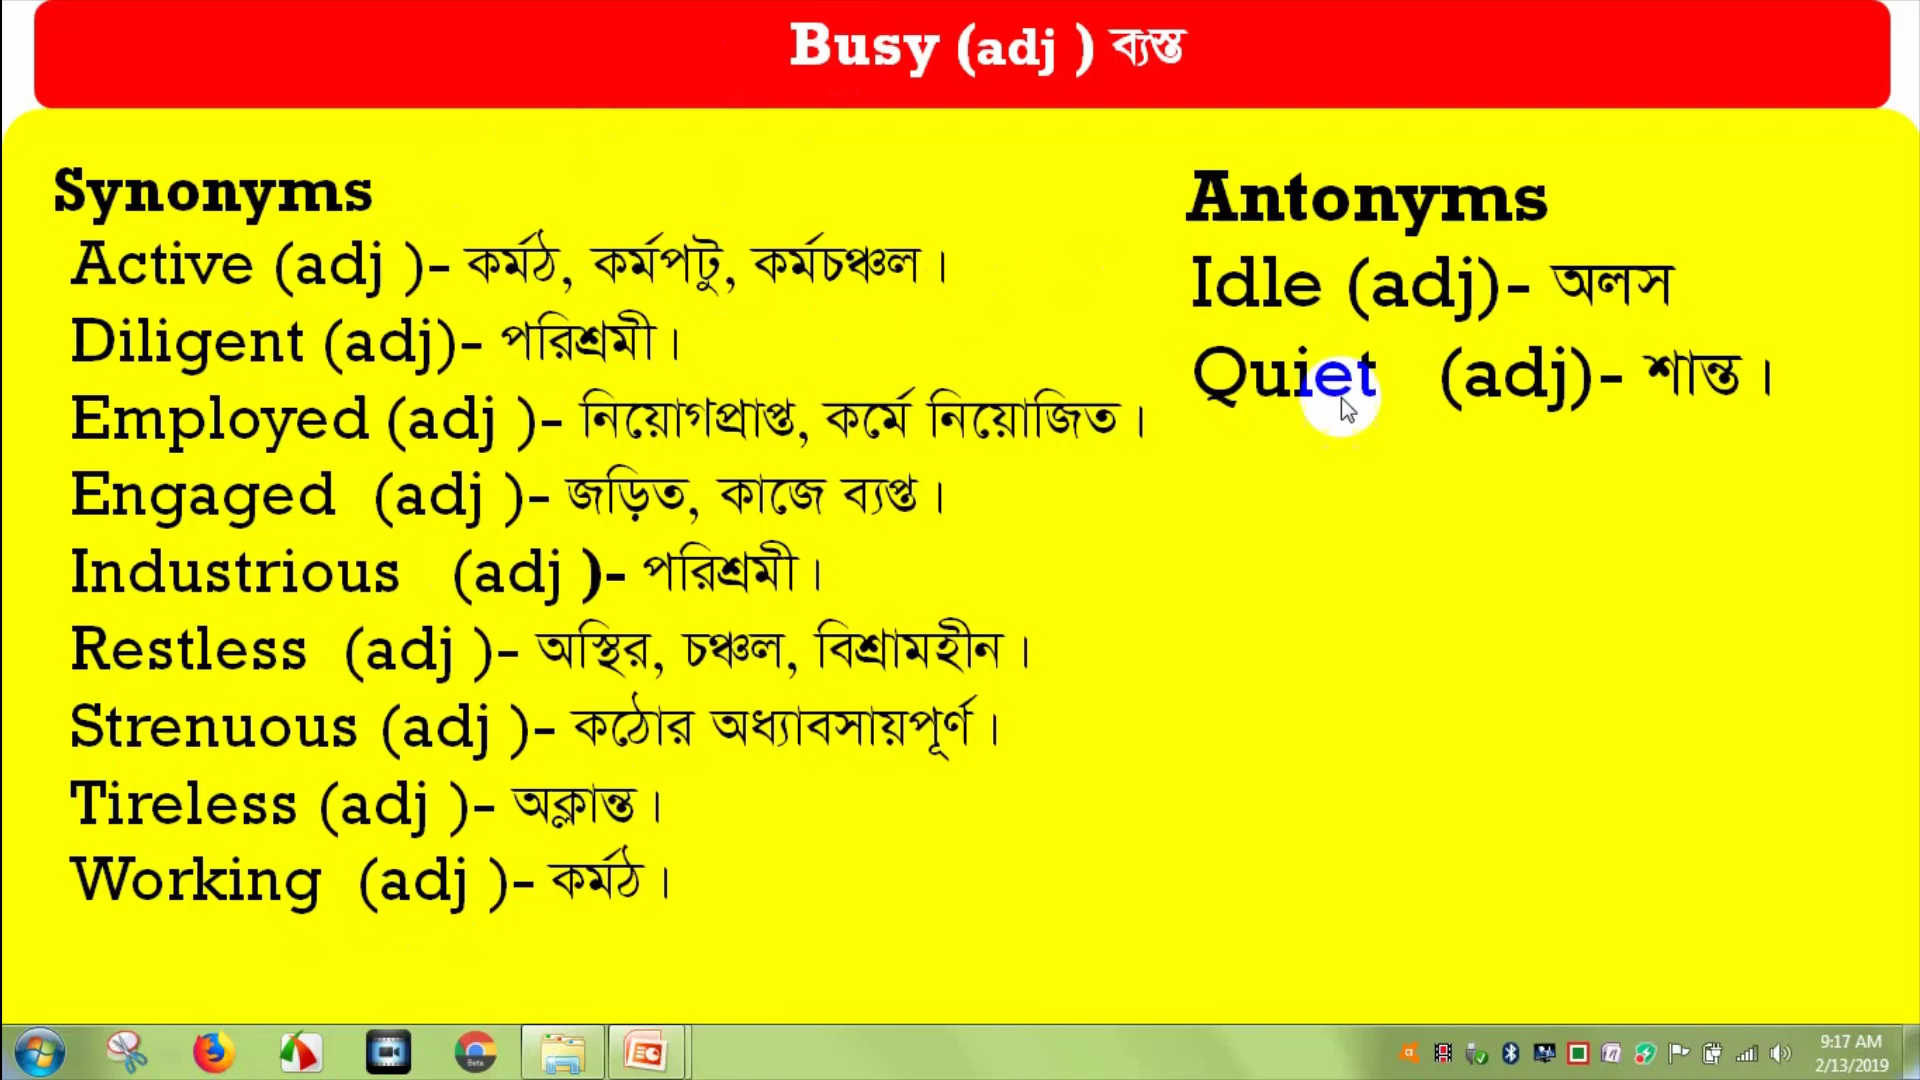 Busy (adj ) ব্যস্ত
Synonyms
Active (adj )- কর্মঠ, কর্মপটু, কর্মচঞ্চল।
Diligent (adj)- পরিশ্রমী।
Employed (adj )- নিয়োগপ্রাপ্ত, কর্মে নিয়োজিত।
Engaged (adj )- জড়িত, কাজে ব্যপ্ত।
Industrious (adj )- পরিশ্রমী।
Restless (adj )- অস্থির, চঞ্চল, বিশ্রামহীন।
Strenuous (adj )- কঠোর অধ্যাবসায়পূর্ণ।
Tireless (adj )- অক্লান্ত।
Working (adj )- কর্মঠ।
Antonyms
Idle (adj)- অলস
Quiet (adj)- শান্ত।
Beta
9:17 AM
2/13/2019